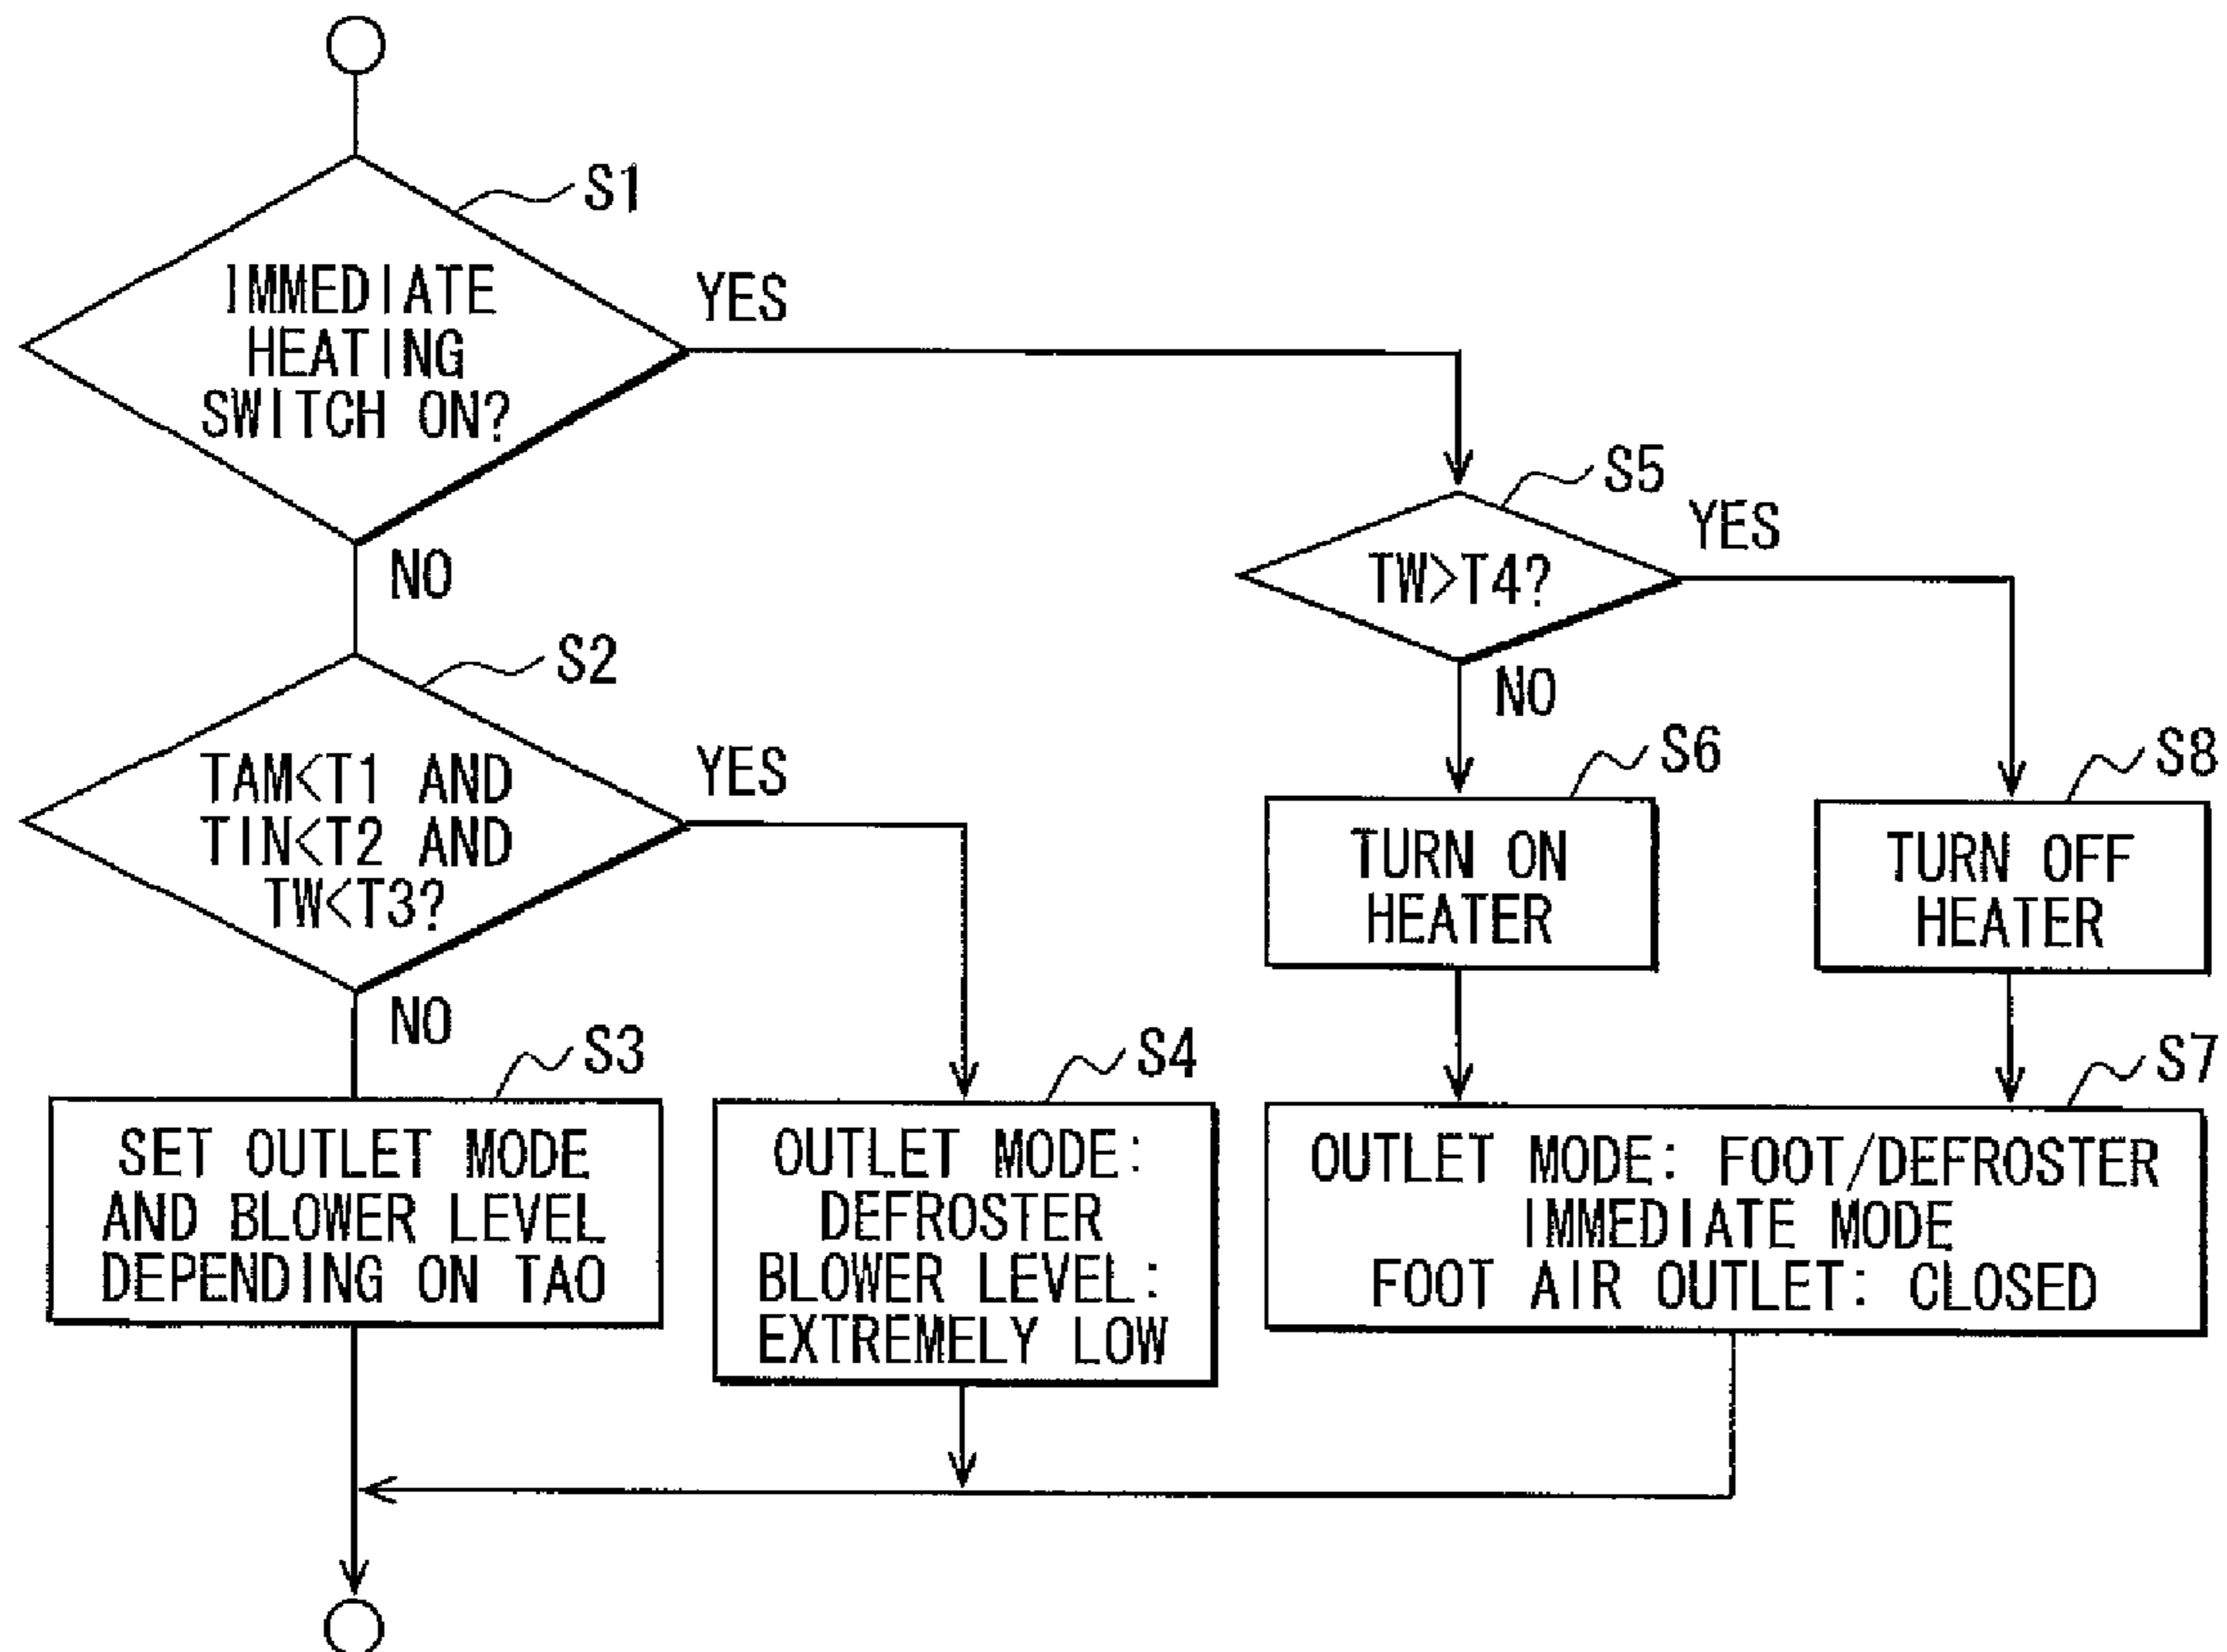 S1
IMMEDIATE
HEATING
SWITCH ON?
YES
NO
S5
TW>T4?
YES
NO
S2
TAM<T1 AND
TIN<T2 AND
TW<T3?
YES
NO
S6
TURN ON
HEATER
S8
TURN OFF
HEATER
S3
SET OUTLET MODE
AND BLOWER LEVEL
DEPENDING ON TAO
S4
OUTLET MODE:
DEFROSTER
BLOWER LEVEL:
EXTREMELY LOW
S7
OUTLET MODE: FOOT/DEFROSTER
IMMEDIATE MODE
FOOT AIR OUTLET: CLOSED